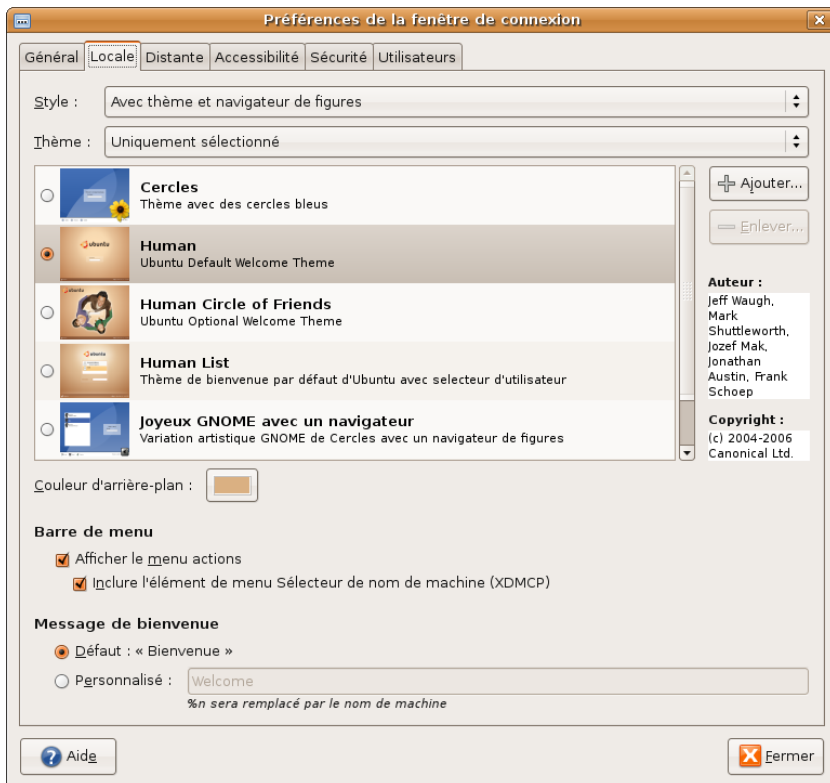 Préférences de la fenêtre de connexion
Général Locale Distante Accessibilité Sécurité Utilisateurs
Style : Avec thème et navigateur de figures
Thème : Uniquement sélectionné
Cercles
Thème avec des cercles bleus
ubuntu
Human
Ubuntu Default Welcome Theme
ubuntu
Human Circle of Friends
Ubuntu Optional Welcome Theme
ubuntu
Human List
Thème de bienvenue par défaut d'Ubuntu avec selecteur d'utilisateur
Joyeux GNOME avec un navigateur
Variation artistique GNOME de Cercles avec un navigateur de figures
Ajouter...
Enlever...
Auteur :
Jeff Waugh,
Mark
Shuttleworth,
Jozef Mak,
Jonathan
Austin, Frank
Schoep
Copyright :
(c) 2004-2006
Canonical Ltd.
Couleur d'arrière-plan :
Barre de menu
Afficher le menu actions
Inclure l'élément de menu Sélecteur de nom de machine (XDMCP)
Message de bienvenue
Défaut : « Bienvenue »
Personnalisé : Welcome
%n sera remplacé par le nom de machine
Aide
Fermer